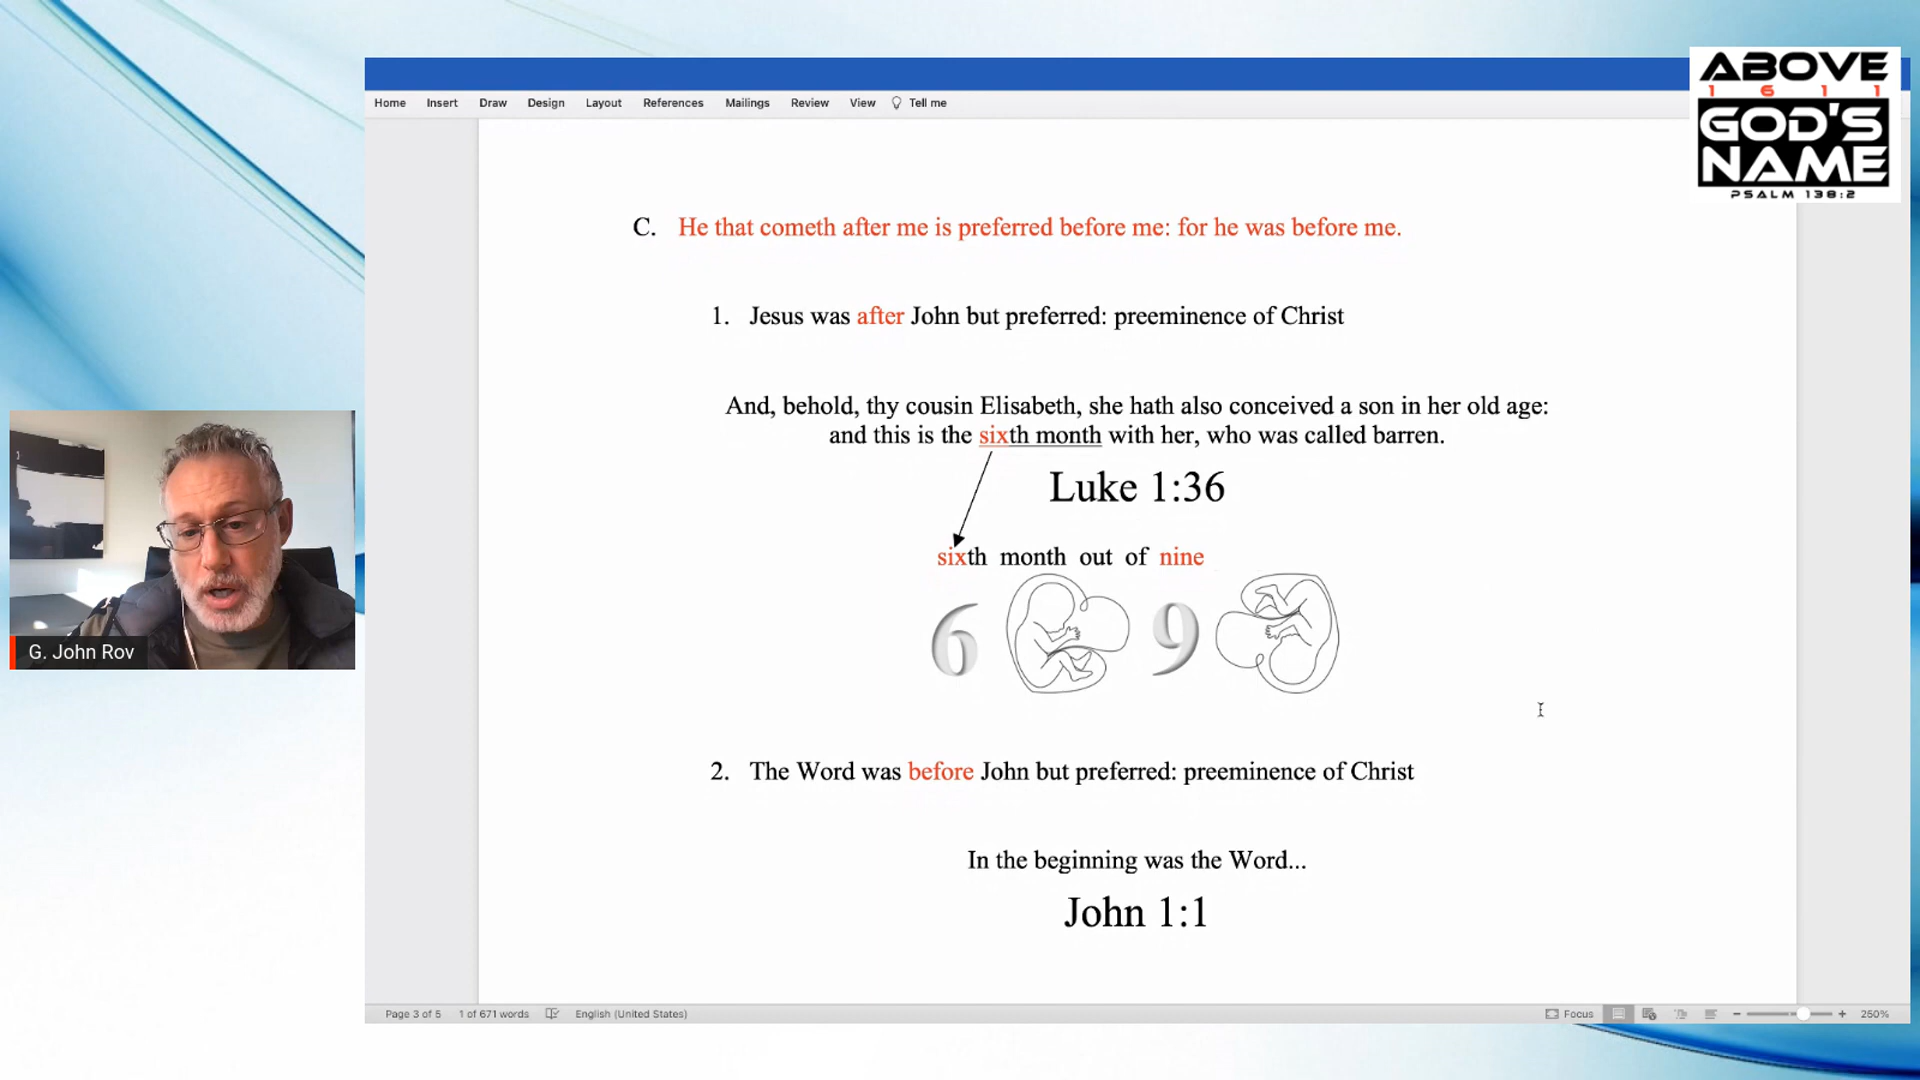 ABOVE
1 6 1 1
GOD'S
NAME
PSALM 138:2
Home Insert Draw Design Layout References Mailings Review View Tell me
C. He that cometh after me is preferred before me: for he was before me.
1. Jesus was after John but preferred: preeminence of Christ
And, behold, thy cousin Elisabeth, she hath also conceived a son in her old age:
and this is the sixth month with her, who was called barren.
Luke 1:36
sixth month out of nine
6 9
G. John Rov
2. The Word was before John but preferred: preeminence of Christ
In the beginning was the Word...
John 1:1
Page 3 of 5 1 of 671 words English (United States) Focus 250%